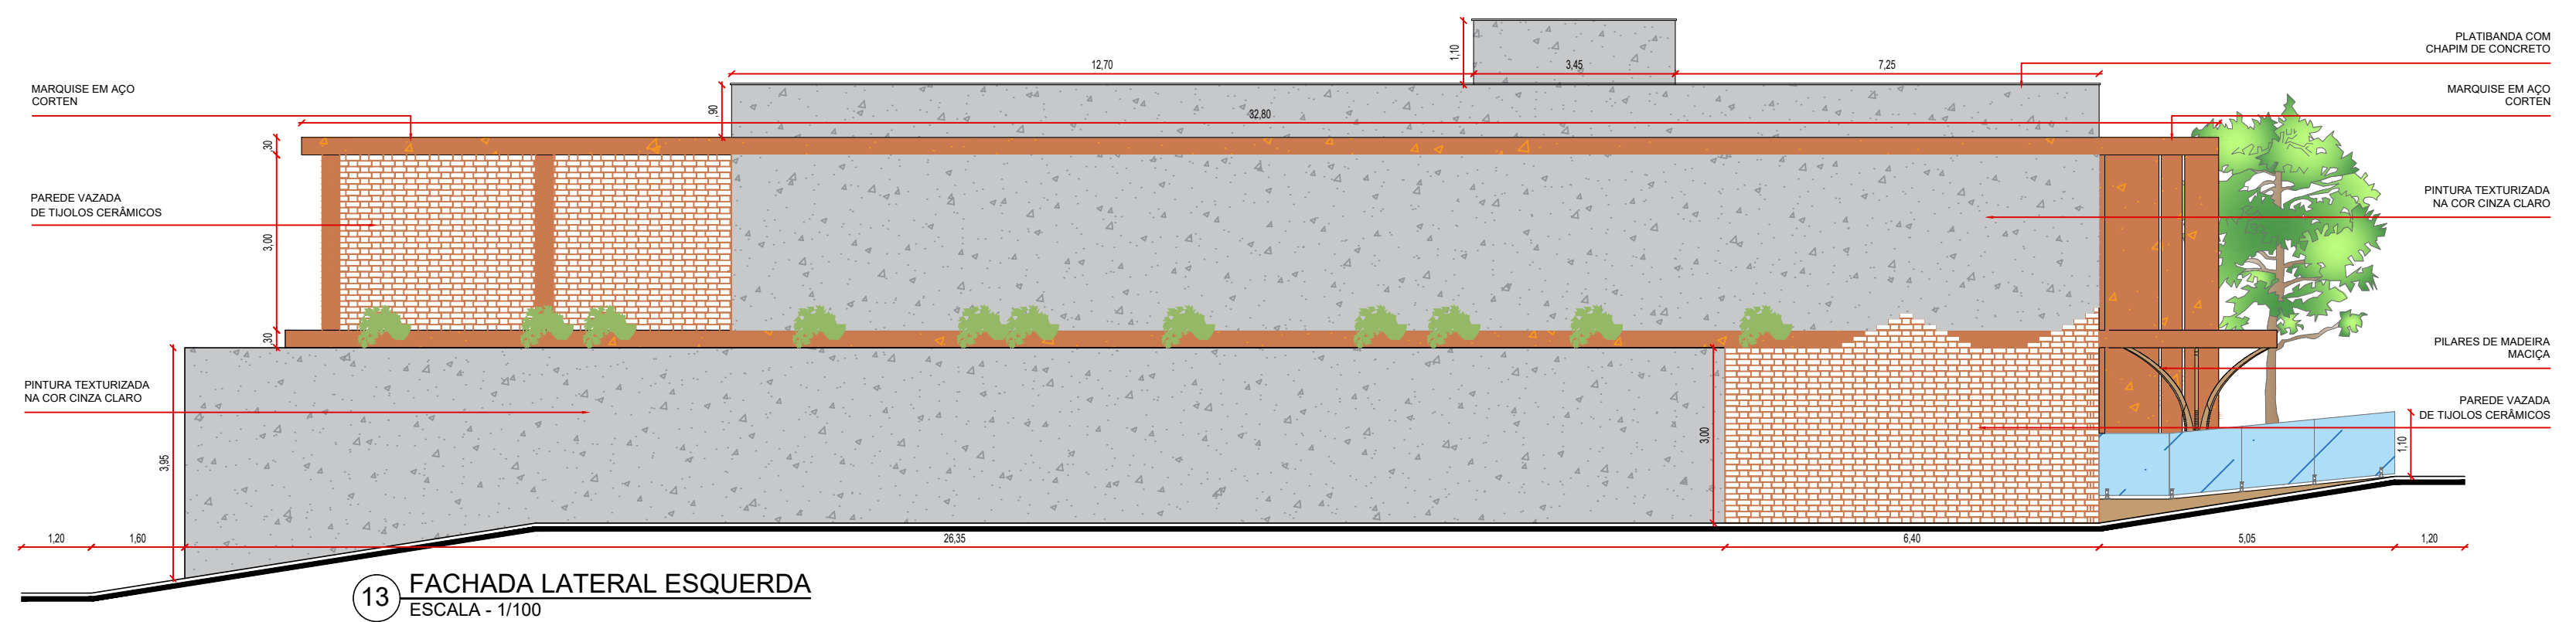 PLATIBANDA COM
CHAPIM DE CONCRETO
1,10
12,70
3,45
7,25
MARQUISE EM AÇO
CORTEN
MARQUISE EM AÇO
CORTEN
,90
32,80
,30
PAREDE VAZADA
DE TIJOLOS CERÂMICOS
PINTURA TEXTURIZADA
NA COR CINZA CLARO
3,00
,30
PILARES DE MADEIRA
MACIÇA
PINTURA TEXTURIZADA
NA COR CINZA CLARO
PAREDE VAZADA
DE TIJOLOS CERÂMICOS
3,95
3,00
1,10
1,20
1,60
26,35
6,40
5,05
1,20
13
FACHADA LATERAL ESQUERDA
ESCALA - 1/100